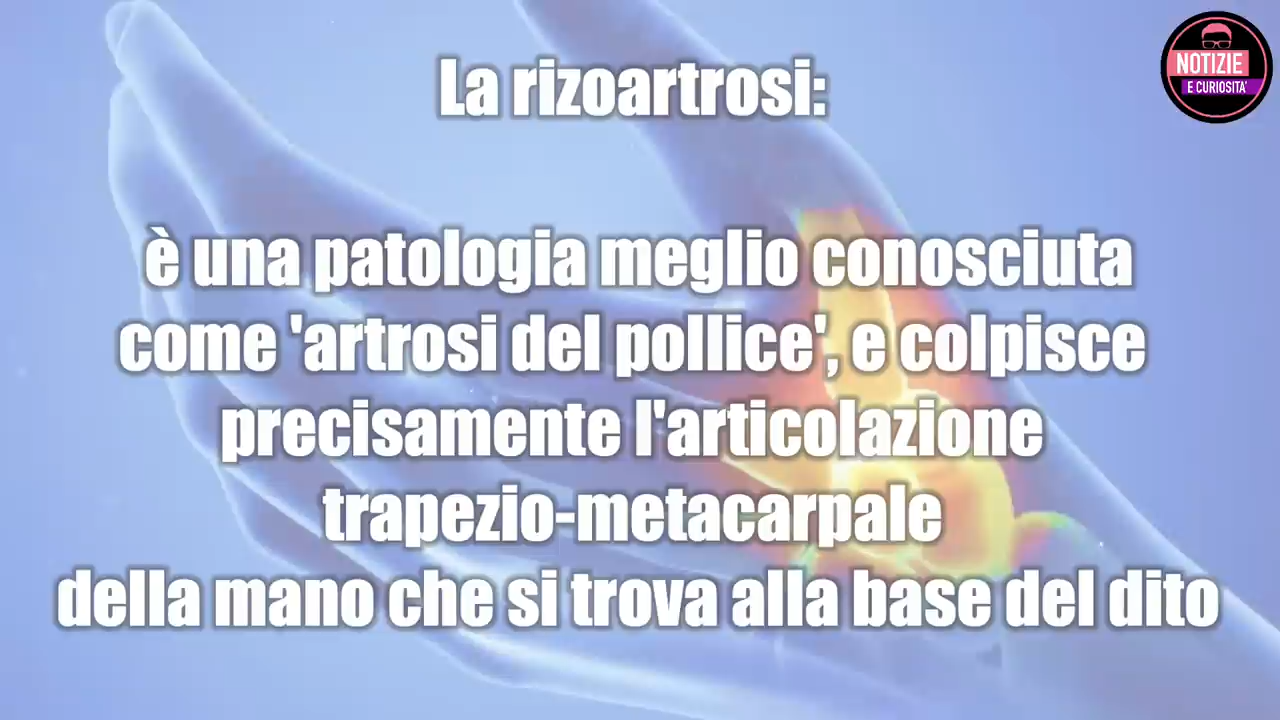 NOTIZIE
E CURIOSITA'
La rizoartrosi:
è una patologia meglio conosciuta
come 'artrosi del pollice', e colpisce
precisamente l'articolazione
trapezio-metacarpale
della mano che si trova alla base del dito